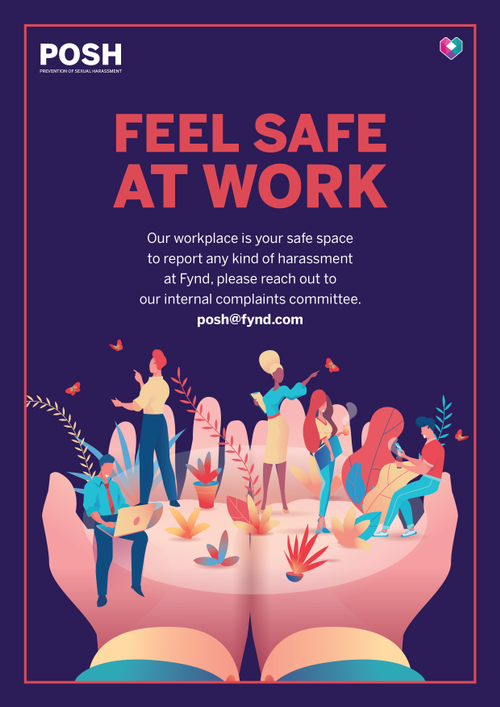 POSH
PREVENTION OF SEXUAL HARASSMENT
FEEL SAFE
AT WORK
Our workplace is your safe space
to report any kind of harassment
at Fynd, please reach out to
our internal complaints committee.
posh@fynd.com